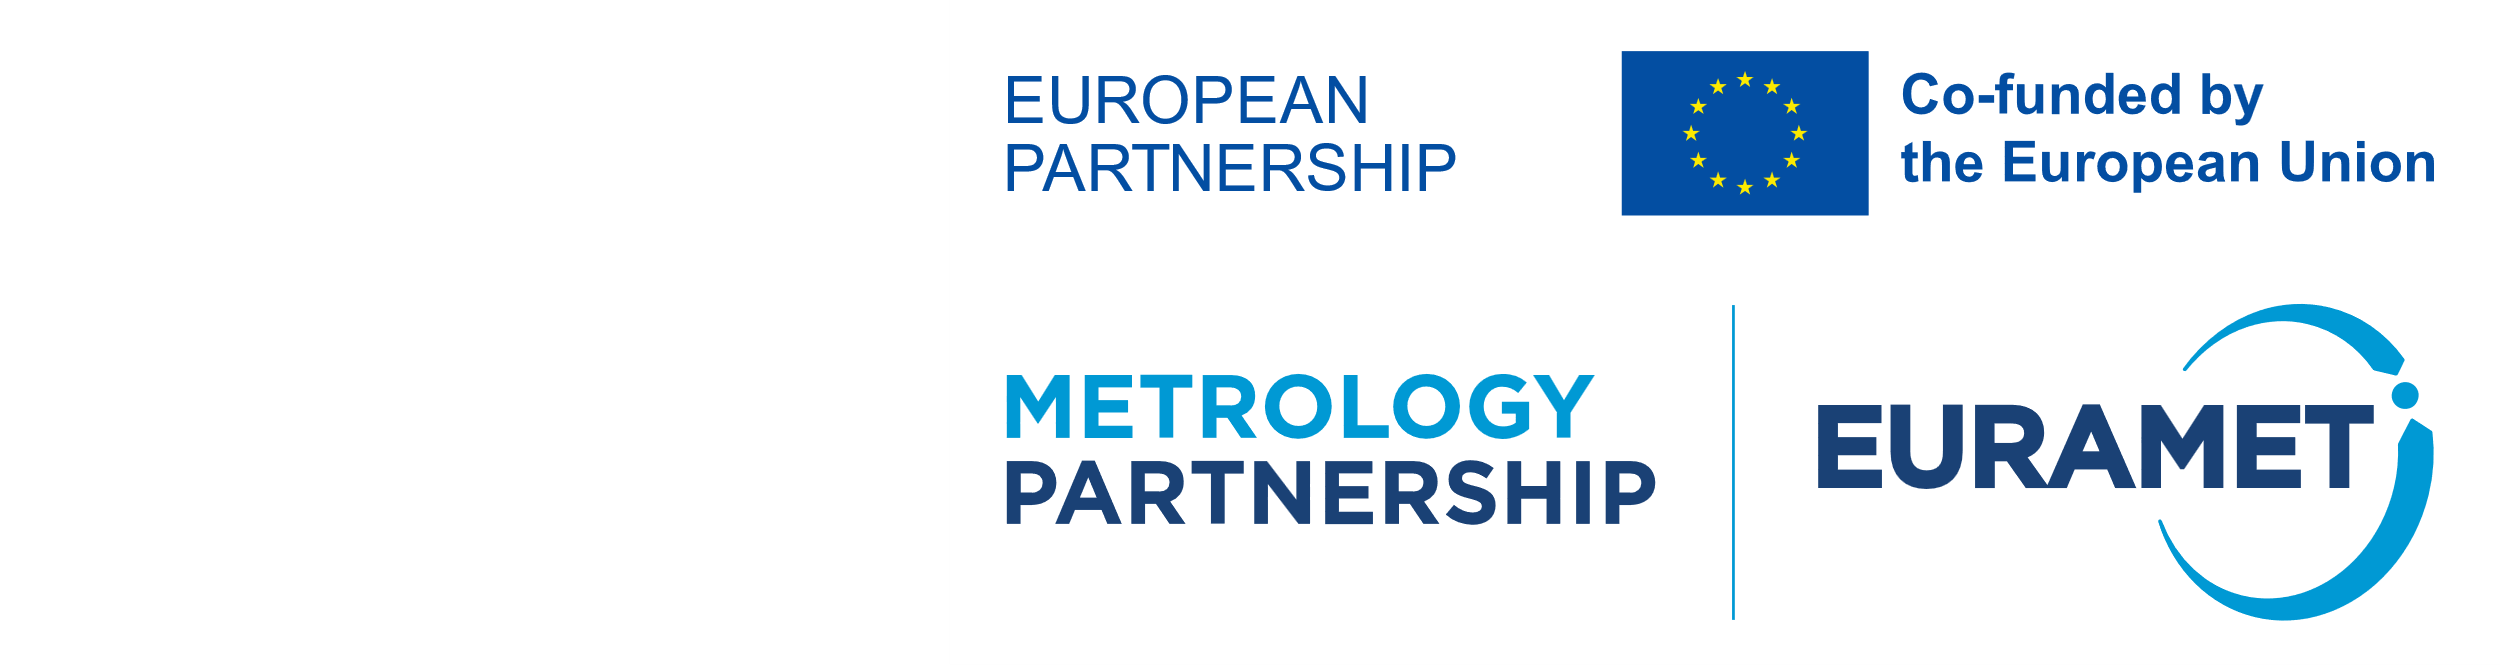 EUROPEAN
PARTNERSHIP
Co-funded by
the European Union
METROLOGY
PARTNERSHIP
EURAMET